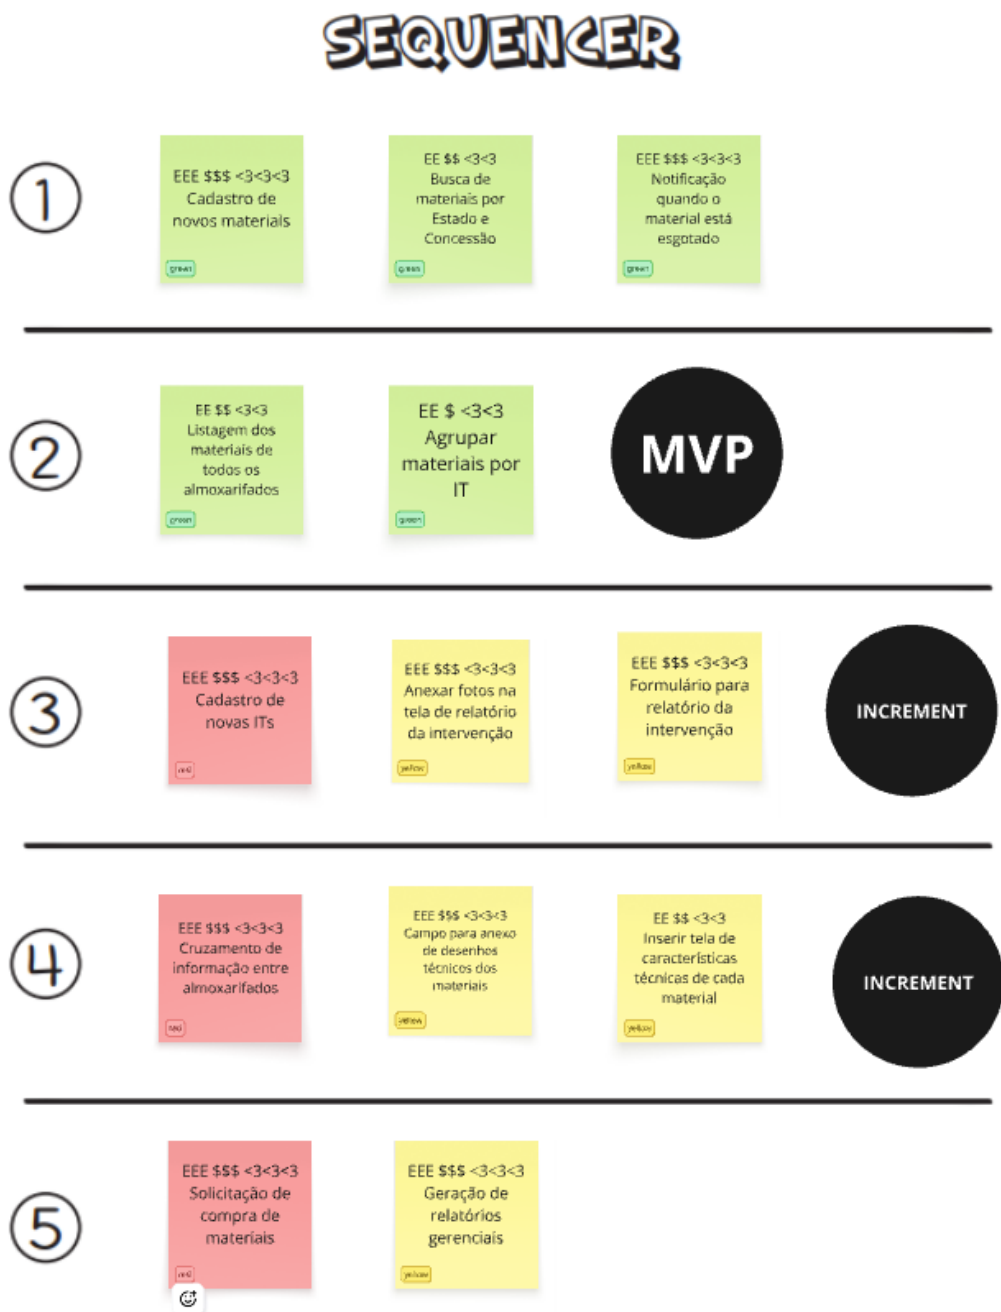 SEQUENCER
1
EEE $$$ <3<3<3
Cadastro de
novos materiais
green
EE $$ <3<3
Busca de
materiais por
Estado e
Concessão
green
EEE $$$ <3<3<3
Notificação
quando o
material está
esgotado
green
2
EE $$ <3<3
Listagem dos
materiais de
todos os
almoxarifados
green
EE $ <3<3
Agrupar
materiais por
IT
green
MVP
3
EEE $$$ <3<3<3
Cadastro de
novas ITs
red
EEE $$$ <3<3<3
Anexar fotos na
tela de relatório
da intervenção
yellow
EEE $$$ <3<3<3
Formulário para
relatório da
intervenção
yellow
INCREMENT
4
EEE $$$ <3<3<3
Cruzamento de
informação entre
almoxarifados
red
EEE $$$ <3<3<3
Campo para anexo
de desenhos
técnicos dos
materiais
yellow
EE $$ <3<3
Inserir tela de
características
técnicas de cada
material
yellow
INCREMENT
5
EEE $$$ <3<3<3
Solicitação de
compra de
materiais
red
EEE $$$ <3<3<3
Geração de
relatórios
gerenciais
yellow